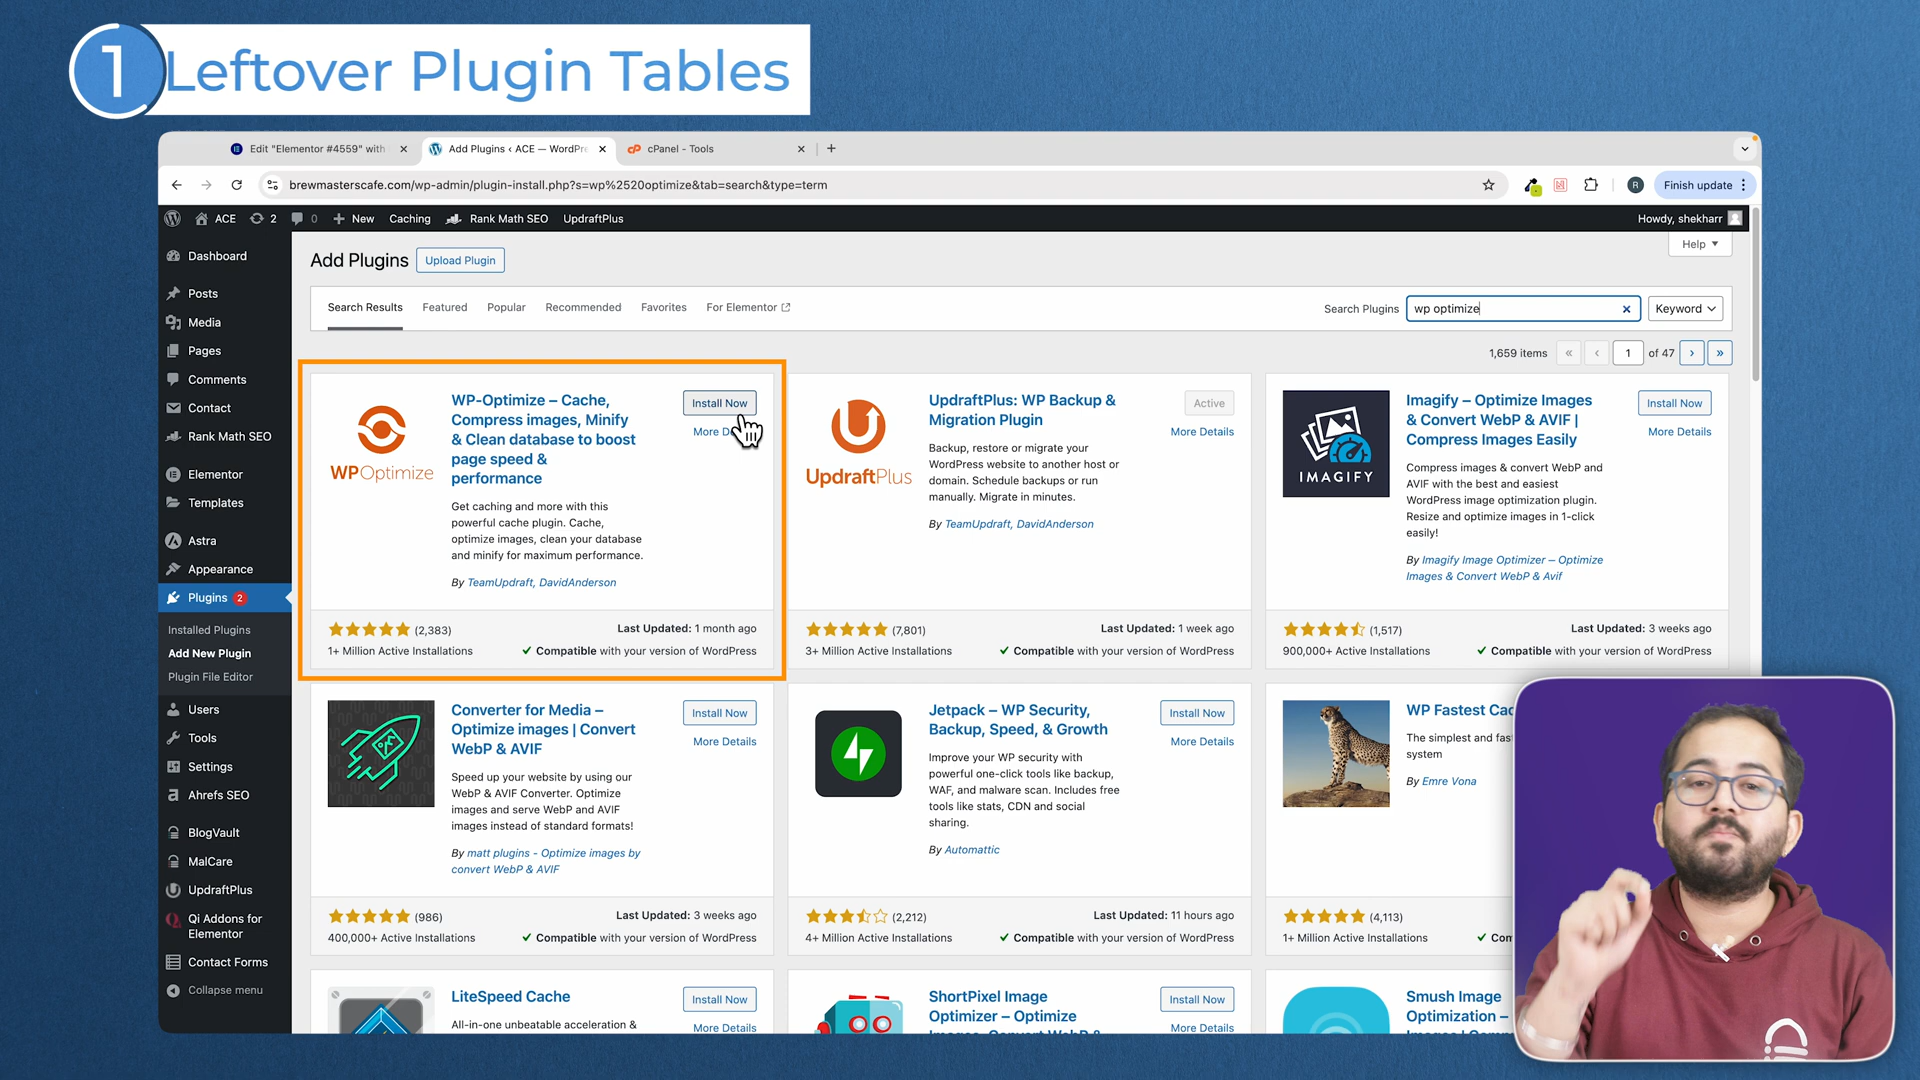 1 Leftover Plugin Tables
Edit "Elementor #4559" with
Add Plugins ‹ ACE — WordPre
cPanel - Tools
brewmasterscafe.com/wp-admin/plugin-install.php?s=wp%2520optimize&tab=search&type=term
R
Finish update
ACE
2
0
New
Caching
Rank Math SEO
UpdraftPlus
Howdy, shekharr
Dashboard
Posts
Media
Pages
Comments
Contact
Rank Math SEO
Elementor
Templates
Astra
Appearance
Plugins 2
Installed Plugins
Add New Plugin
Plugin File Editor
Users
Tools
Settings
Ahrefs SEO
BlogVault
MalCare
UpdraftPlus
Qi Addons for
Elementor
Contact Forms
Collapse menu
Add Plugins
Upload Plugin
Help
Search Results
Featured
Popular
Recommended
Favorites
For Elementor
Search Plugins
wp optimize
Keyword
1,659 items
« ‹ 1 of 47 › »
WPOptimize
WP-Optimize – Cache,
Compress images, Minify
& Clean database to boost
page speed &
performance
Install Now
More D
Get caching and more with this
powerful cache plugin. Cache,
optimize images, clean your database
and minify for maximum performance.
By TeamUpdraft, DavidAnderson
(2,383)
1+ Million Active Installations
Last Updated: 1 month ago
Compatible with your version of WordPress
UpdraftPlus
UpdraftPlus: WP Backup &
Migration Plugin
Active
More Details
Backup, restore or migrate your
WordPress website to another host or
domain. Schedule backups or run
manually. Migrate in minutes.
By TeamUpdraft, DavidAnderson
(7,801)
3+ Million Active Installations
Last Updated: 1 week ago
Compatible with your version of WordPress
IMAGIFY
Imagify – Optimize Images
& Convert WebP & AVIF |
Compress Images Easily
Install Now
More Details
Compress images & convert WebP and
AVIF with the best and easiest
WordPress image optimization plugin.
Resize and optimize images in 1-click
easily!
By Imagify Image Optimizer – Optimize
Images & Convert WebP & Avif
(1,517)
900,000+ Active Installations
Last Updated: 3 weeks ago
Compatible with your version of WordPress
Converter for Media –
Optimize images | Convert
WebP & AVIF
Install Now
More Details
Speed up your website by using our
WebP & AVIF Converter. Optimize
images and serve WebP and AVIF
images instead of standard formats!
By matt plugins - Optimize images by
convert WebP & AVIF
(986)
400,000+ Active Installations
Last Updated: 3 weeks ago
Compatible with your version of WordPress
Jetpack – WP Security,
Backup, Speed, & Growth
Install Now
More Details
Improve your WP security with
powerful one-click tools like backup,
WAF, and malware scan. Includes free
tools like stats, CDN and social
sharing.
By Automattic
(2,212)
4+ Million Active Installations
Last Updated: 11 hours ago
Compatible with your version of WordPress
WP Fastest Cac
The simplest and fas
system
By Emre Vona
(4,113)
1+ Million Active Installations
Com
LiteSpeed Cache
Install Now
More Details
All-in-one unbeatable acceleration &
ShortPixel Image
Optimizer – Optimize
Install Now
More Details
Smush Image
Optimization –